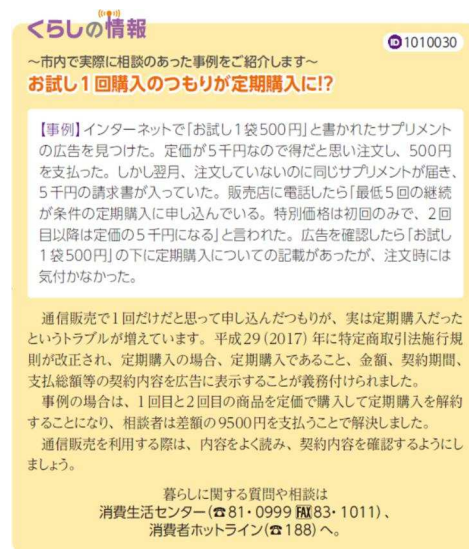 くらしの情報
ID 1010030
～市内で実際に相談のあった事例をご紹介します～
お試し1回購入のつもりが定期購入に!?
【事例】インターネットで「お試し1袋500円」と書かれたサプリメント
の広告を見つけた。定価が5千円なので得だと思い注文し、500円
を支払った。しかし翌月、注文していないのに同じサプリメントが届き、
5千円の請求書が入っていた。販売店に電話したら「最低5回の継続
が条件の定期購入に申し込んでいる。特別価格は初回のみで、2回
目以降は定価の5千円になる」と言われた。広告を確認したら「お試し
1袋500円」の下に定期購入についての記載があったが、注文時には
気付かなかった。
通信販売で1回だけだと思って申し込んだつもりが、実は定期購入だった
というトラブルが増えています。平成29(2017)年に特定商取引法施行規
則が改正され、定期購入の場合、定期購入であること、金額、契約期間、
支払総額等の契約内容を広告に表示することが義務付けられました。
事例の場合は、1回目と2回目の商品を定価で購入して定期購入を解約
することになり、相談者は差額の9500円を支払うことで解決しました。
通信販売を利用する際は、内容をよく読み、契約内容を確認するようにし
ましょう。
暮らしに関する質問や相談は
消費生活センター(☎81・0999 FAX83・1011)、
消費者ホットライン(☎188)へ。